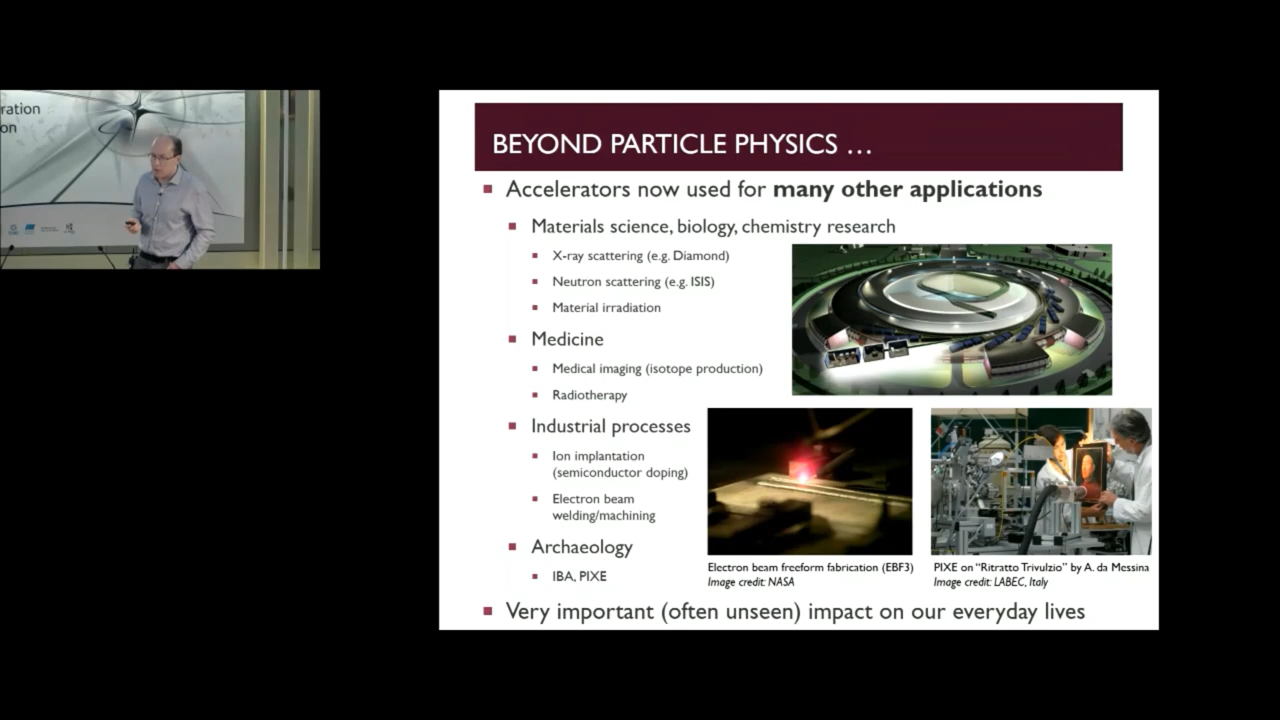 ration
on
BEYOND PARTICLE PHYSICS …
Accelerators now used for many other applications
Materials science, biology, chemistry research
X-ray scattering (e.g. Diamond)
Neutron scattering (e.g. ISIS)
Material irradiation
Medicine
Medical imaging (isotope production)
Radiotherapy
Industrial processes
Ion implantation
(semiconductor doping)
Electron beam
welding/machining
Archaeology
IBA, PIXE
Electron beam freeform fabrication (EBF3)
Image credit: NASA
PIXE on “Ritratto Trivulzio” by A. da Messina
Image credit: LABEC, Italy
Very important (often unseen) impact on our everyday lives